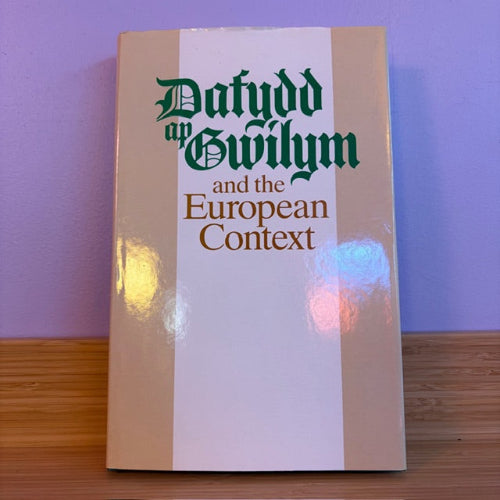 Dafydd
ap Gwilym
and the
European
Context